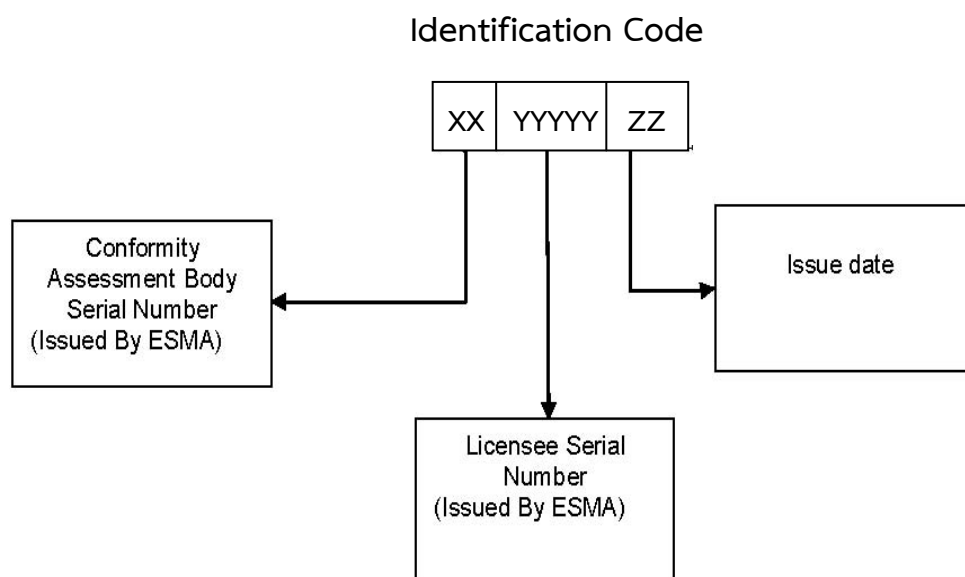 Identification Code
XX YYYYY ZZ
Conformity
Assessment Body
Serial Number
(Issued By ESMA)
Issue date
Licensee Serial
Number
(Issued By ESMA)